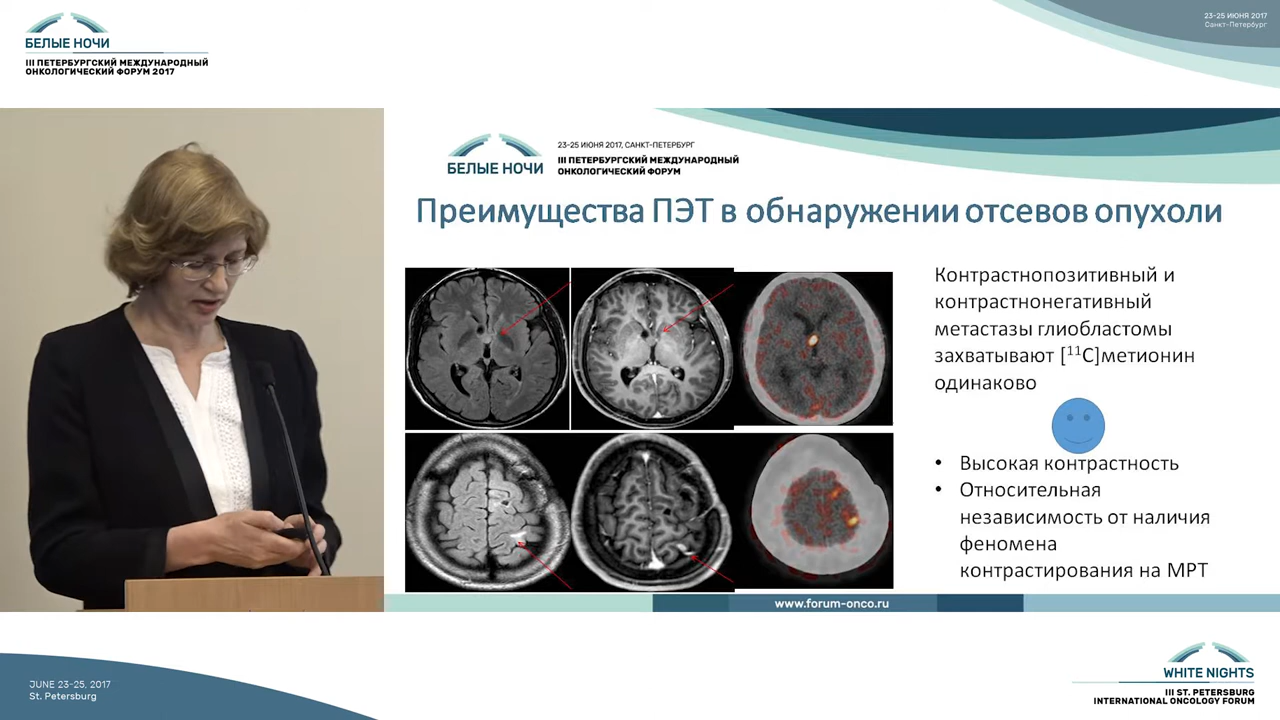 БЕЛЫЕ НОЧИ
III ПЕТЕРБУРГСКИЙ МЕЖДУНАРОДНЫЙ
ОНКОЛОГИЧЕСКИЙ ФОРУМ 2017
23-25 ИЮНЯ 2017
Санкт-Петербург
БЕЛЫЕ НОЧИ
23-25 ИЮНЯ 2017, САНКТ-ПЕТЕРБУРГ
III ПЕТЕРБУРГСКИЙ МЕЖДУНАРОДНЫЙ
ОНКОЛОГИЧЕСКИЙ ФОРУМ
Преимущества ПЭТ в обнаружении отсевов опухоли
Контрастнопозитивный и
контрастнонегативный
метастазы глиобластомы
захватывают [¹¹C]метионин
одинаково
• Высокая контрастность
• Относительная
независимость от наличия
феномена
контрастирования на МРТ
www.forum-onco.ru
JUNE 23-25, 2017
St. Petersburg
WHITE NIGHTS
III ST. PETERSBURG
INTERNATIONAL ONCOLOGY FORUM